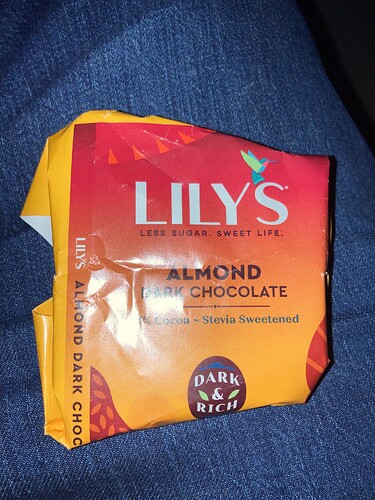 LILY'S
LESS SUGAR. SWEET LIFE.
ALMOND
DARK CHOCOLATE
% Cocoa ~ Stevia Sweetened
DARK
&
RICH
LILY'S ALMOND DARK CHOC